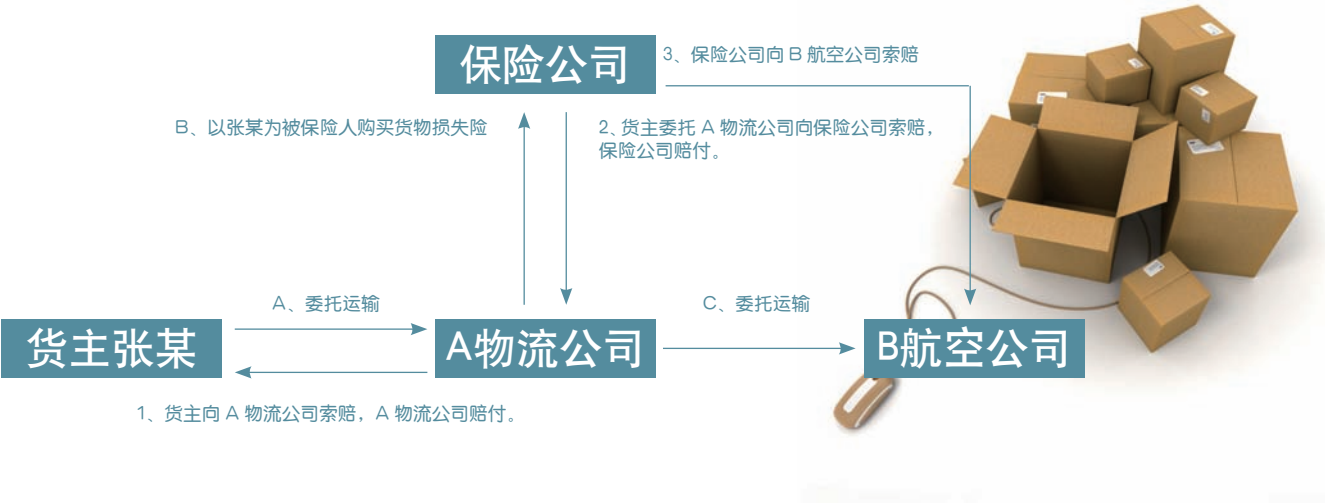 保险公司
3、保险公司向 B 航空公司索赔
B、以张某为被保险人购买货物损失险
2、货主委托 A 物流公司向保险公司索赔，
保险公司赔付。
A、委托运输
C、委托运输
货主张某
A物流公司
B航空公司
1、货主向 A 物流公司索赔，A 物流公司赔付。